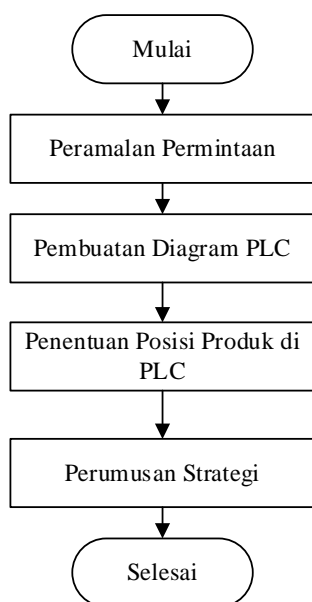 Mulai
Peramalan Permintaan
Pembuatan Diagram PLC
Penentuan Posisi Produk di
PLC
Perumusan Strategi
Selesai